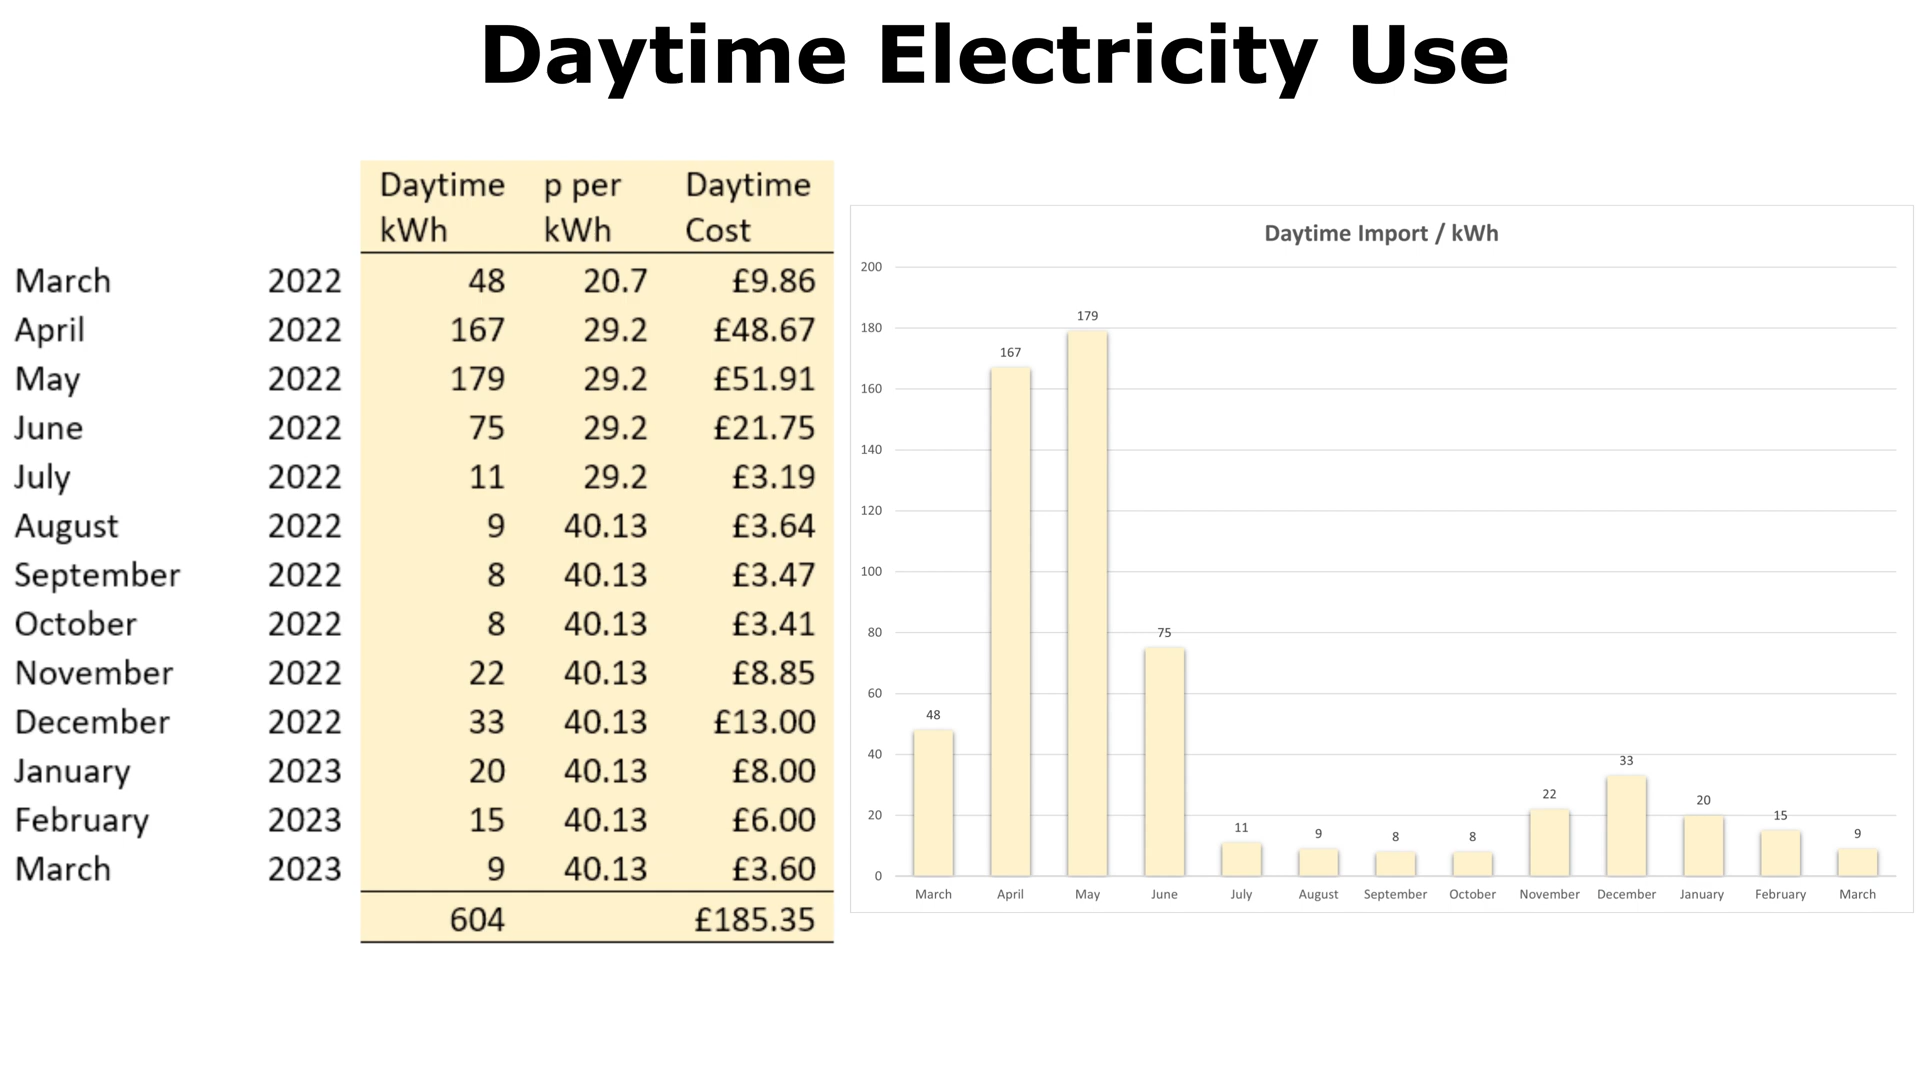 Daytime Electricity Use
Daytime kWh p per kWh Daytime Cost
March 2022 48 20.7 £9.86
April 2022 167 29.2 £48.67
May 2022 179 29.2 £51.91
June 2022 75 29.2 £21.75
July 2022 11 29.2 £3.19
August 2022 9 40.13 £3.64
September 2022 8 40.13 £3.47
October 2022 8 40.13 £3.41
November 2022 22 40.13 £8.85
December 2022 33 40.13 £13.00
January 2023 20 40.13 £8.00
February 2023 15 40.13 £6.00
March 2023 9 40.13 £3.60
604 £185.35
Daytime Import / kWh
200
180
160
140
120
100
80
60
40
20
0
48 167 179 75 11 9 8 8 22 33 20 15 9
March April May June July August September October November December January February March